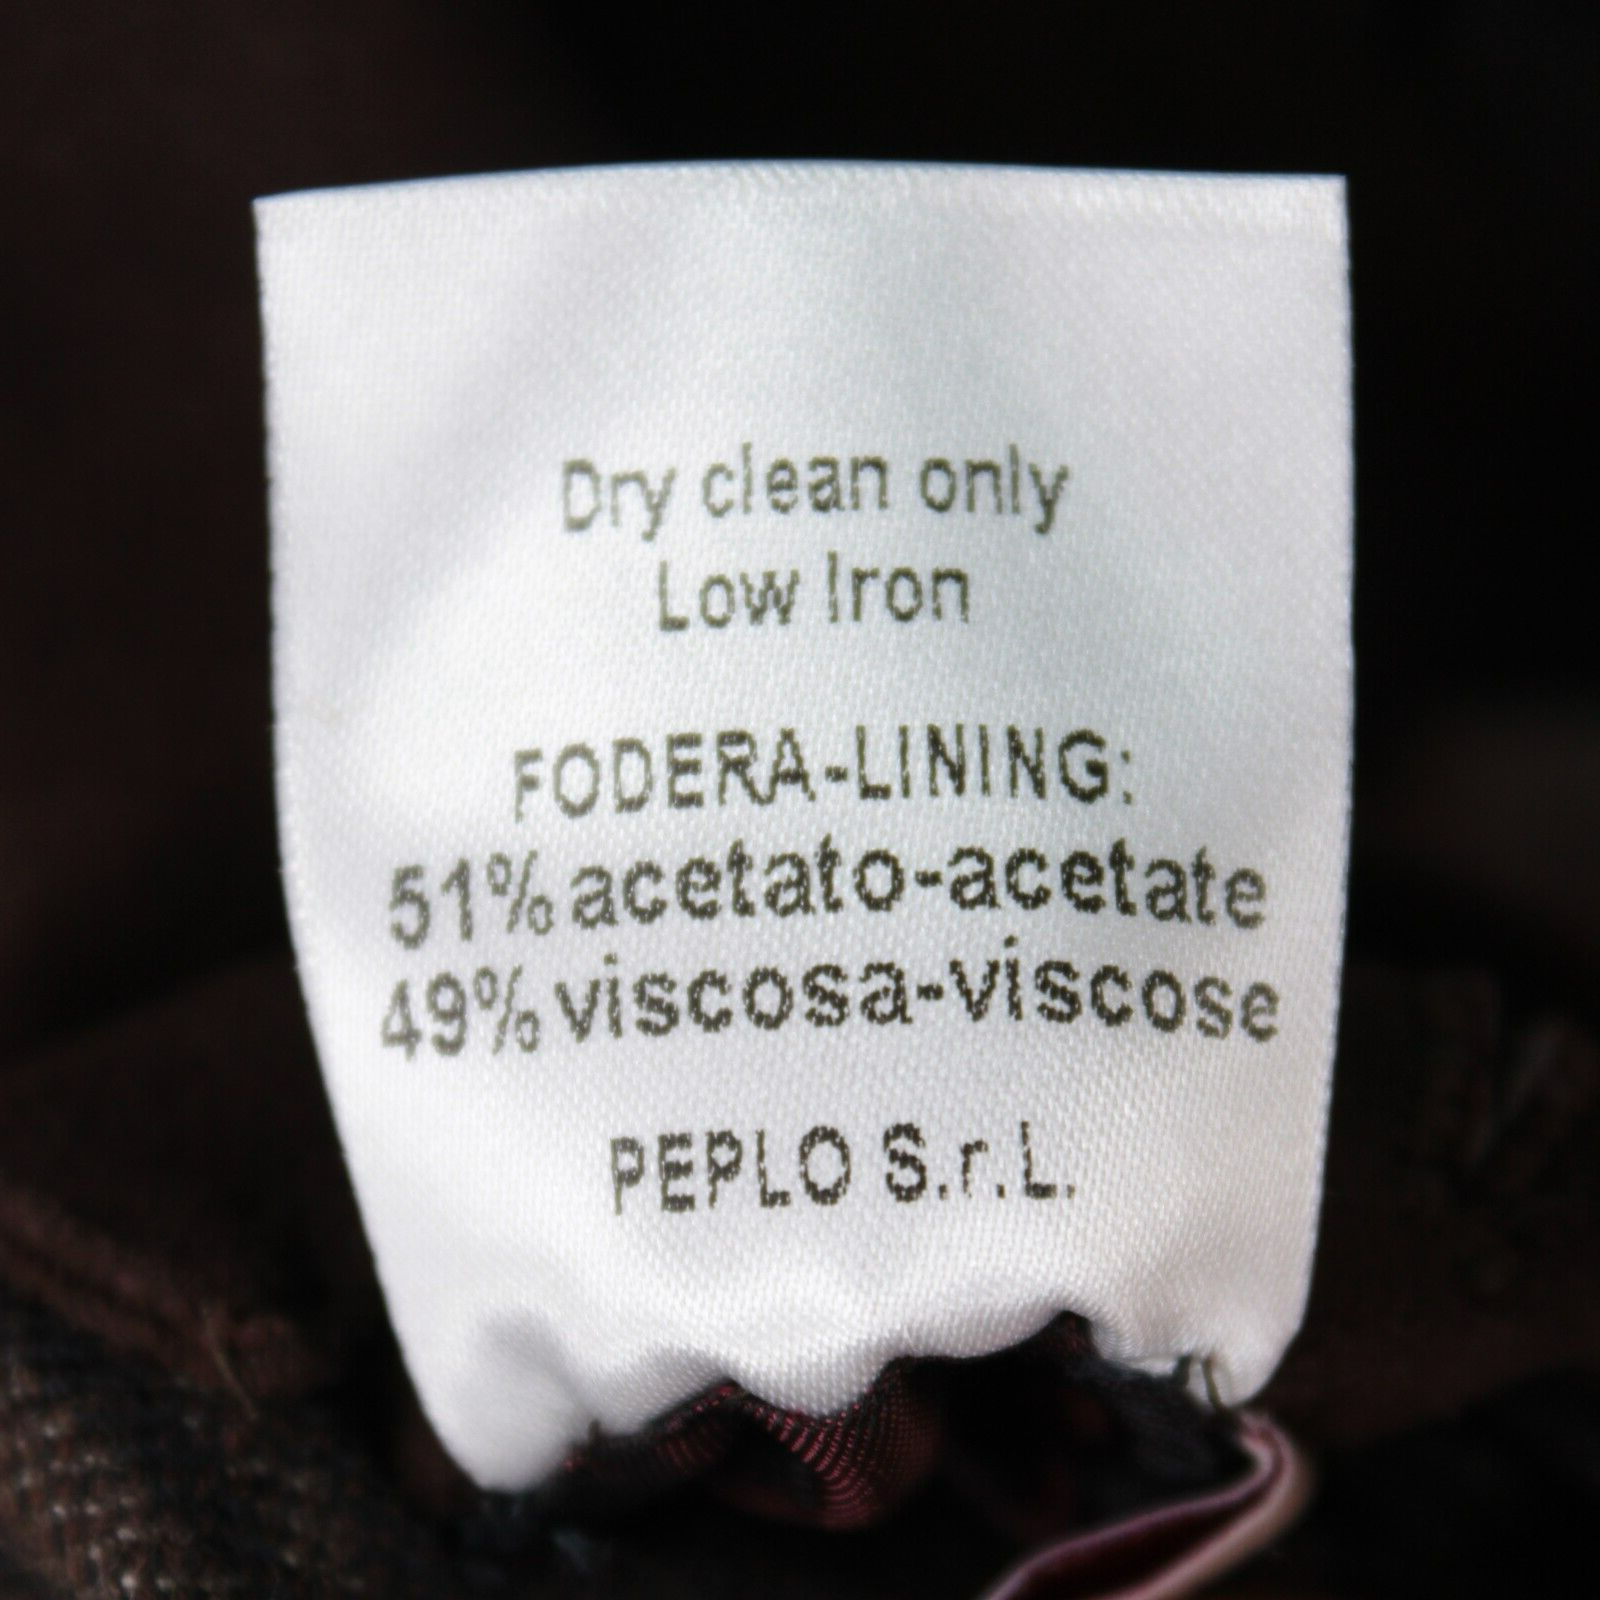 Dry clean only
Low Iron
FODERA-LINING:
51% acetato-acetate
49% viscosa-viscose
PEPLO S.r.L.